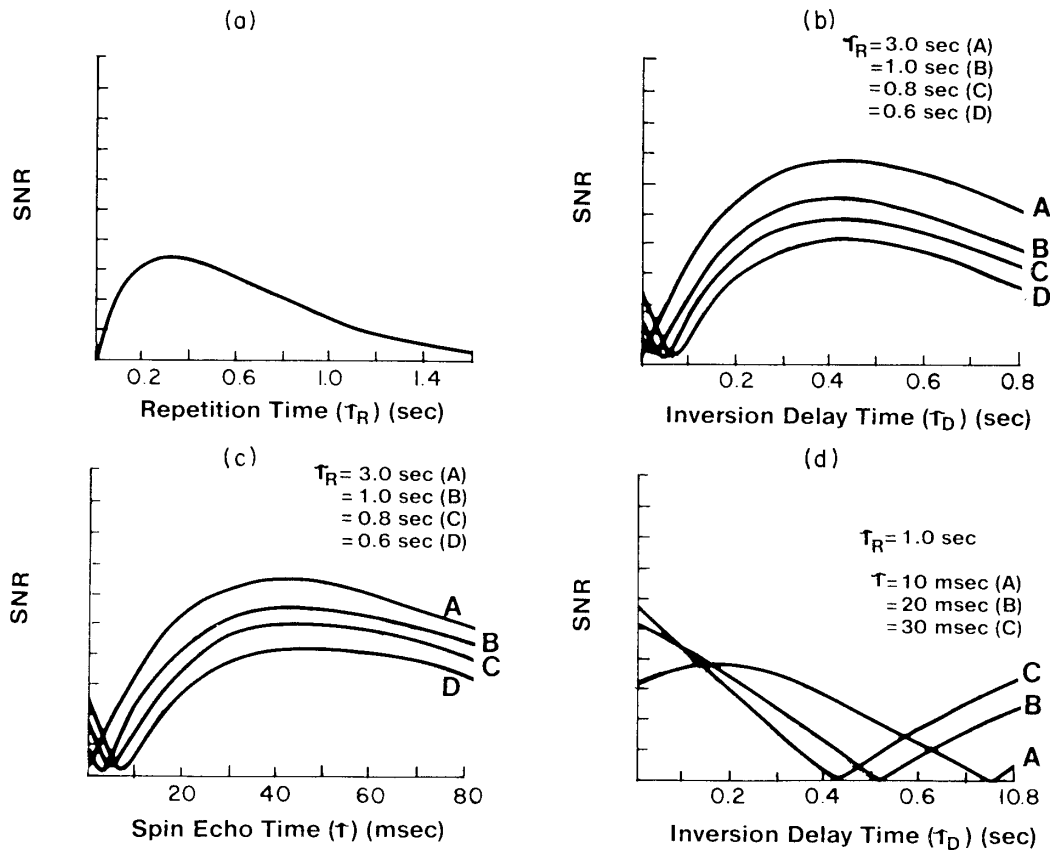 (a)
SNR
0.2 0.6 1.0 1.4
Repetition Time (τR) (sec)
(b)
τR = 3.0 sec (A)
= 1.0 sec (B)
= 0.8 sec (C)
= 0.6 sec (D)
SNR
A
B
C
D
0.2 0.4 0.6 0.8
Inversion Delay Time (τD) (sec)
(c)
τR = 3.0 sec (A)
= 1.0 sec (B)
= 0.8 sec (C)
= 0.6 sec (D)
SNR
A
B
C
D
20 40 60 80
Spin Echo Time (τ) (msec)
(d)
τR = 1.0 sec
τ = 10 msec (A)
= 20 msec (B)
= 30 msec (C)
SNR
C
B
A
0.2 0.4 0.6 10.8
Inversion Delay Time (τD) (sec)